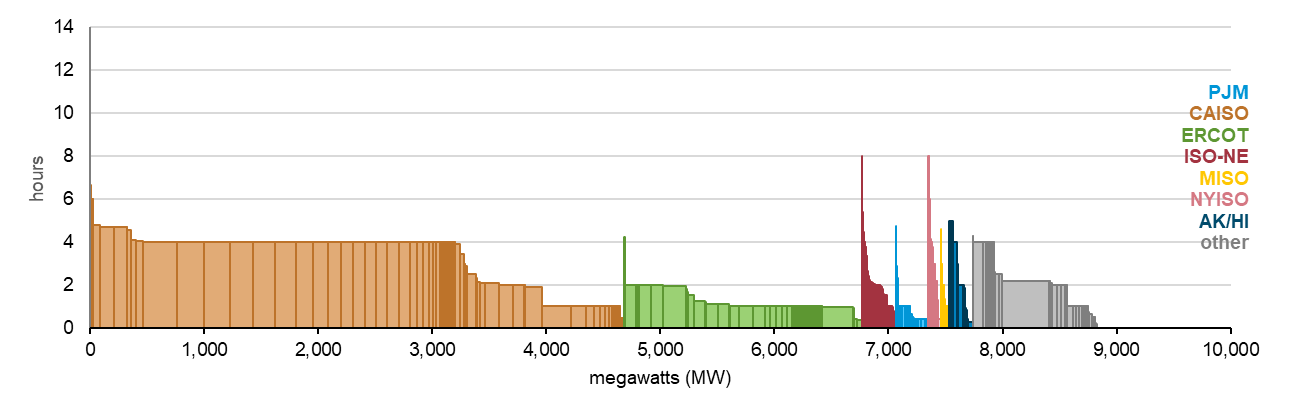 14
12
10
8
6
4
2
0
hours
PJM
CAISO
ERCOT
ISO-NE
MISO
NYISO
AK/HI
other
0 1,000 2,000 3,000 4,000 5,000 6,000 7,000 8,000 9,000 10,000
megawatts (MW)